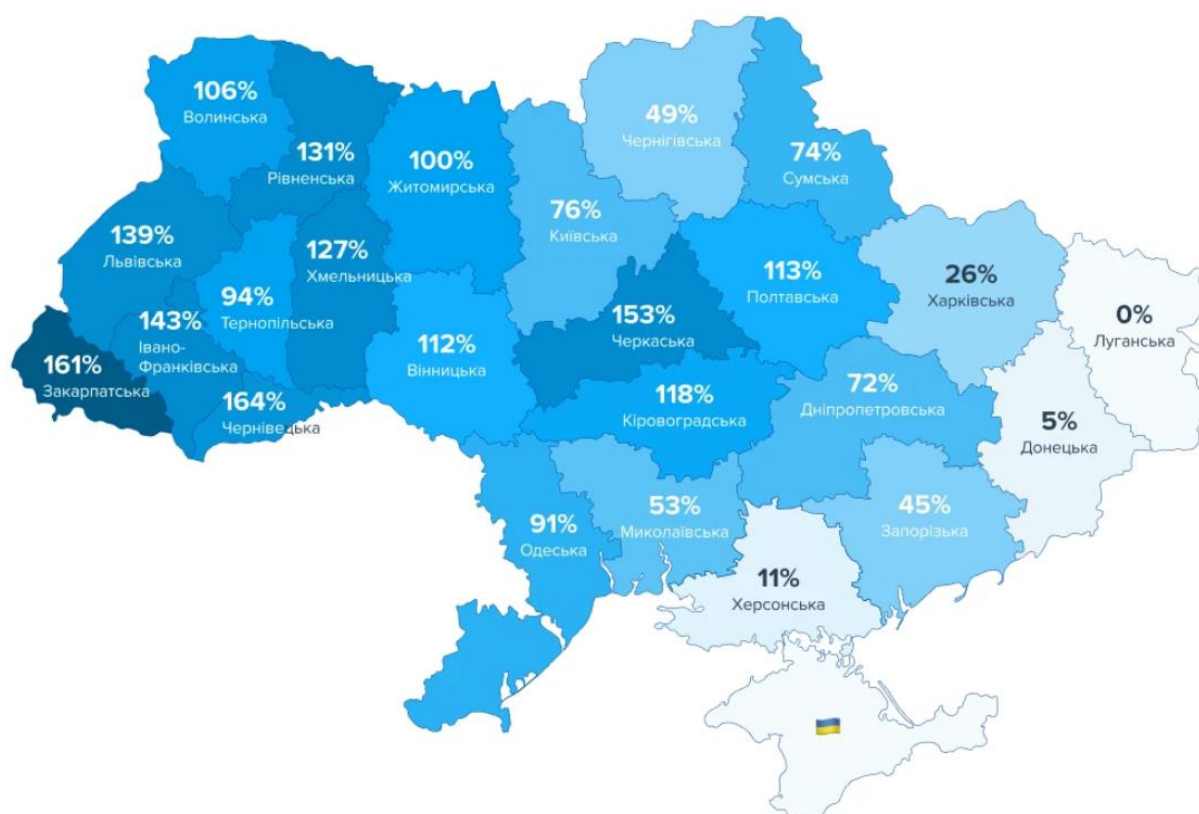 106%
Волинська
131%
Рівненська
100%
Житомирська
49%
Чернігівська
74%
Сумська
139%
Львівська
127%
Хмельницька
76%
Київська
94%
Тернопільська
113%
Полтавська
26%
Харківська
0%
Луганська
143%
Івано-
Франківська
161%
Закарпатська
164%
Чернівецька
112%
Вінницька
153%
Черкаська
118%
Кіровоградська
72%
Дніпропетровська
5%
Донецька
91%
Одеська
53%
Миколаївська
45%
Запорізька
11%
Херсонська